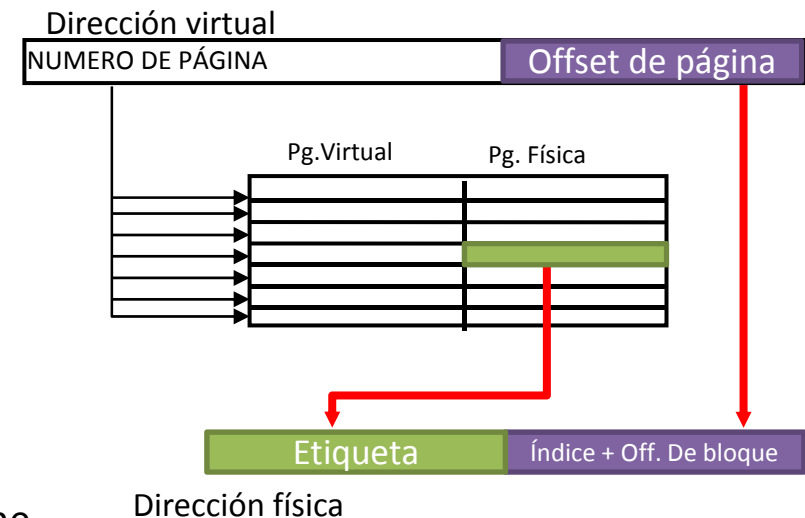 Dirección virtual
NUMERO DE PÁGINA
Offset de página
Pg.Virtual
Pg. Física
Etiqueta
Índice + Off. De bloque
Dirección física